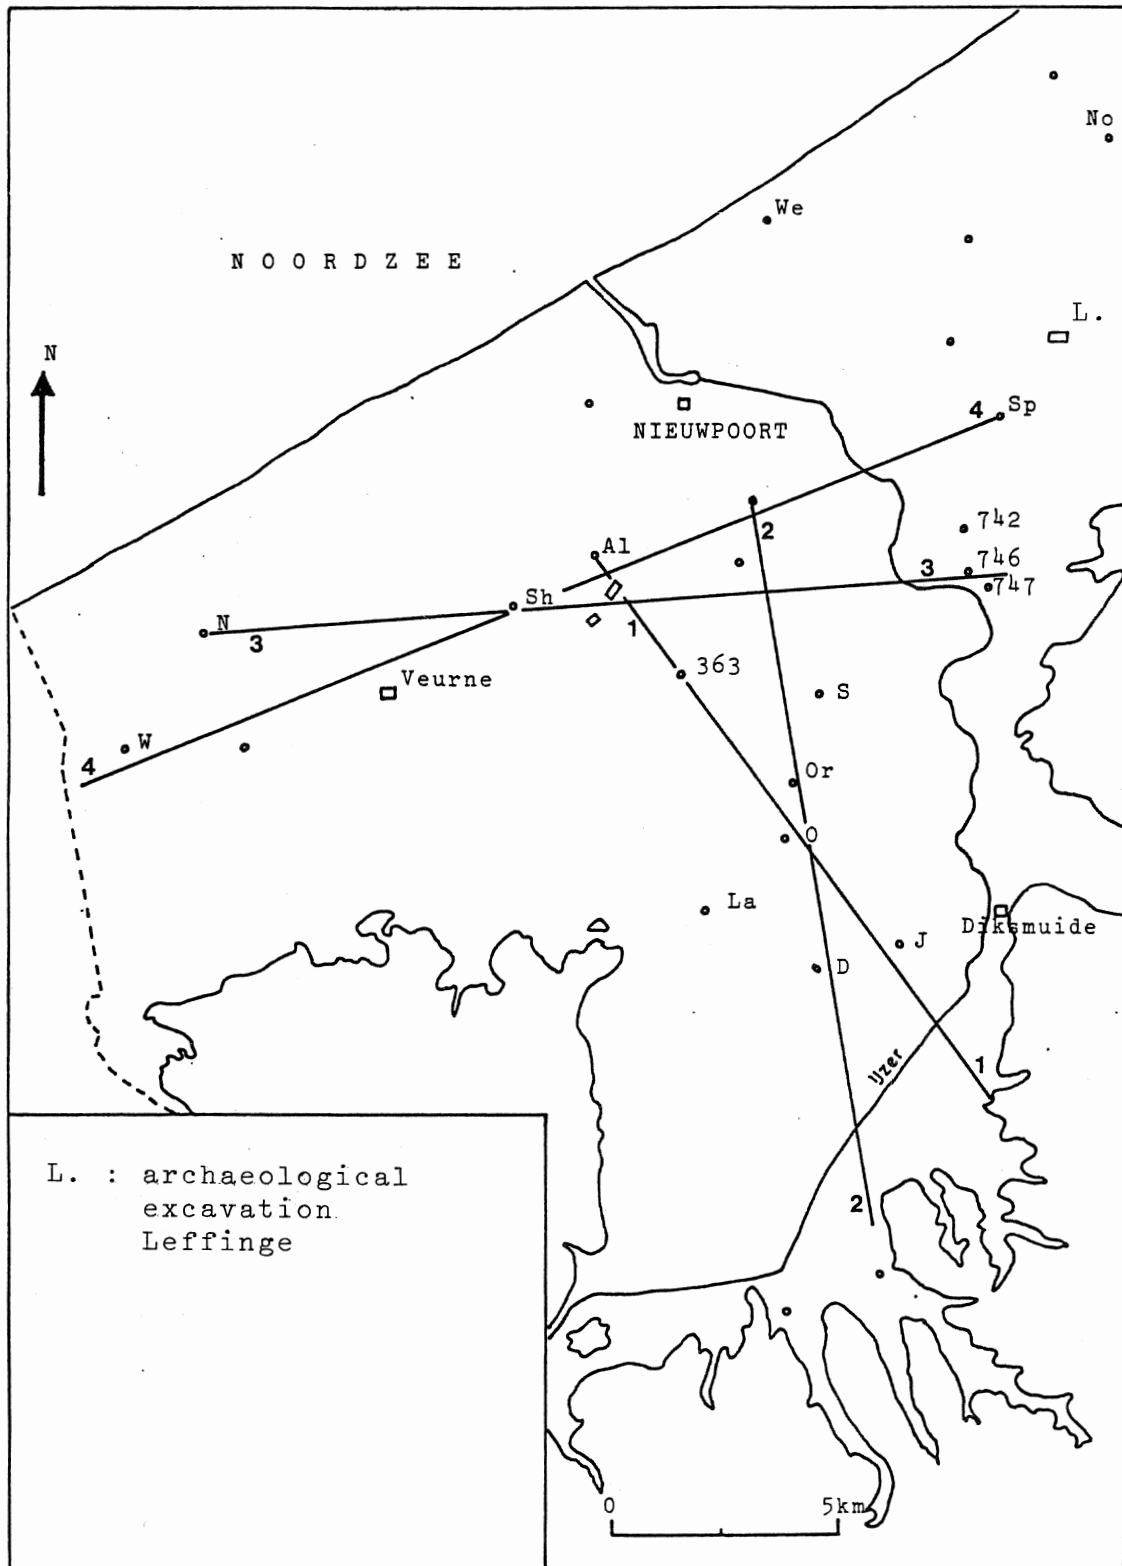 No
We
N O O R D Z E E
L.
N
4 Sp
NIEUWPOORT
2
742
Al
746
3
747
Sh
N
3
1
363
Veurne
S
W
4
Or
O
La
Diksmuide
J
D
IJzer
1
2
L. : archaeological
excavation
Leffinge
0 5km